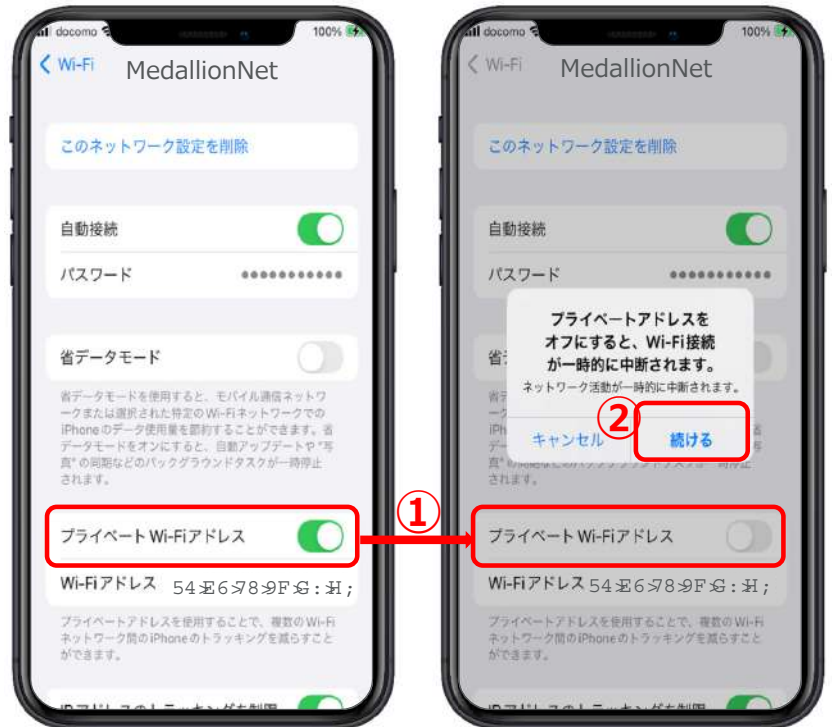 docomo
100%
Wi-Fi
MedallionNet
このネットワーク設定を削除
自動接続
パスワード
省データモード
省データモードを使用すると、モバイル通信ネットワ
ークまたは選択された特定のWi-Fiネットワークでの
iPhoneのデータ使用量を節約することができます。省
データモードをオンにすると、自動アップデートや"写
真"の同期などのバックグラウンドタスクが一時停止
されます。
プライベート Wi-Fiアドレス
Wi-Fiアドレス
プライベートアドレスを使用することで、複数のWi-Fi
ネットワーク間のiPhoneのトラッキングを減らすこと
ができます。
①
docomo
100%
Wi-Fi
MedallionNet
このネットワーク設定を削除
自動接続
パスワード
プライベートアドレスを
オフにすると、Wi-Fi接続
が一時的に中断されます。
ネットワーク活動が一時的に中断されます。
②
キャンセル
続ける
されます。
プライベート Wi-Fiアドレス
Wi-Fiアドレス
プライベートアドレスを使用することで、複数のWi-Fi
ネットワーク間のiPhoneのトラッキングを減らすこと
ができます。